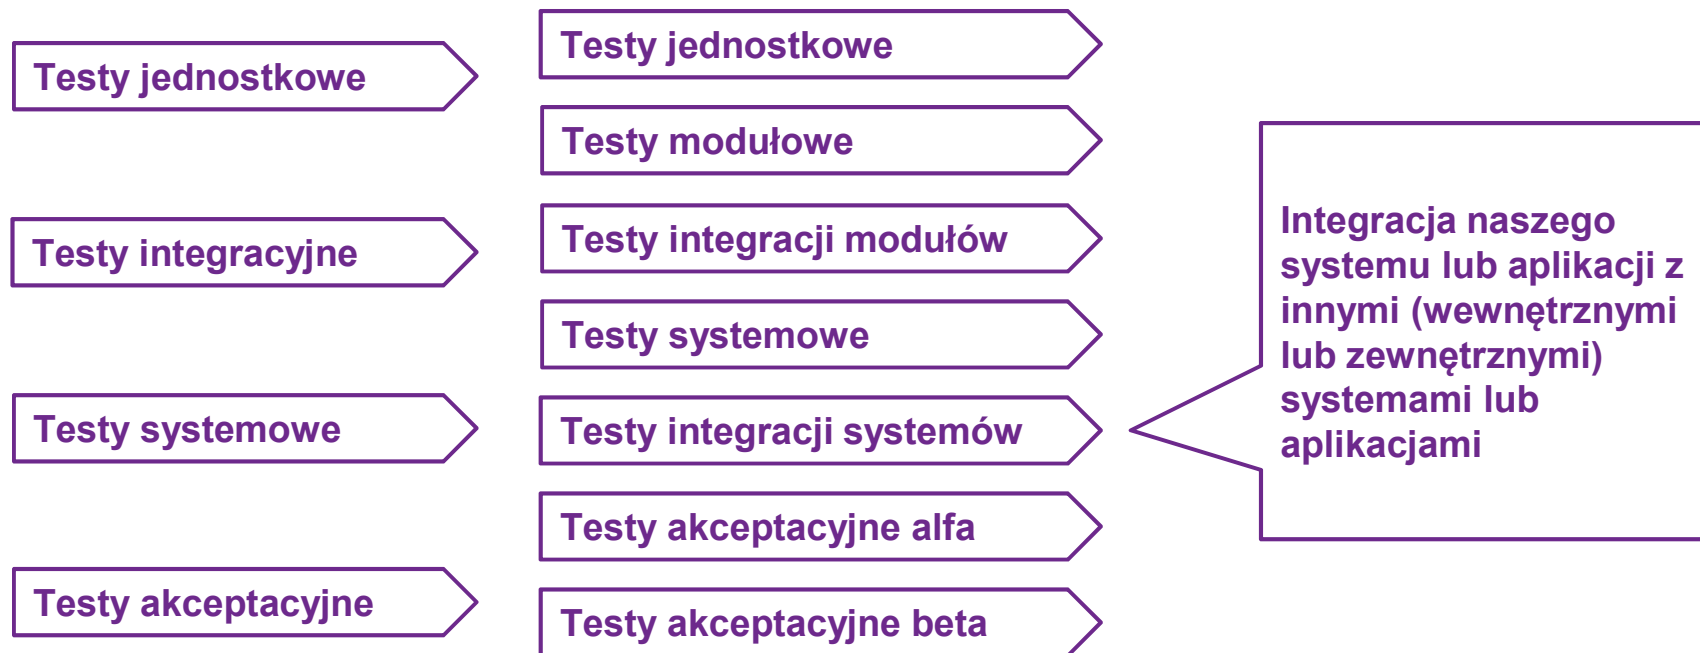 Testy jednostkowe
Testy integracyjne
Testy systemowe
Testy akceptacyjne
Testy jednostkowe
Testy modułowe
Testy integracji modułów
Testy systemowe
Testy integracji systemów
Testy akceptacyjne alfa
Testy akceptacyjne beta
Integracja naszego
systemu lub aplikacji z
innymi (wewnętrznymi
lub zewnętrznymi)
systemami lub
aplikacjami